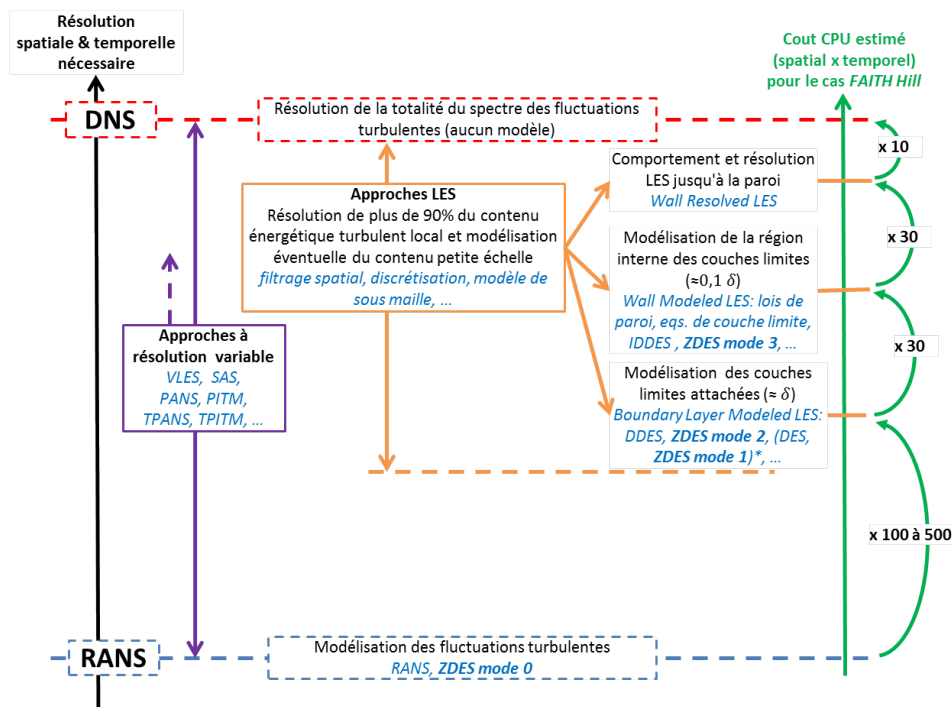 Résolution
spatiale & temporelle
nécessaire
Cout CPU estimé
(spatial x temporel)
pour le cas FAITH Hill
DNS
Résolution de la totalité du spectre des fluctuations
turbulentes (aucun modèle)
x 10
Approches LES
Résolution de plus de 90% du contenu
énergétique turbulent local et modélisation
éventuelle du contenu petite échelle
filtrage spatial, discrétisation, modèle de
sous maille, ...
Comportement et résolution
LES jusqu'à la paroi
Wall Resolved LES
x 30
Modélisation de la région
interne des couches limites
(≈0,1 δ)
Wall Modeled LES: lois de
paroi, eqs. de couche limite,
IDDES , ZDES mode 3, ...
x 30
Approches à
résolution variable
VLES, SAS,
PANS, PITM,
TPANS, TPITM, ...
Modélisation des couches
limites attachées (≈ δ)
Boundary Layer Modeled LES:
DDES, ZDES mode 2, (DES,
ZDES mode 1)*, ...
x 100 à 500
RANS
Modélisation des fluctuations turbulentes
RANS, ZDES mode 0